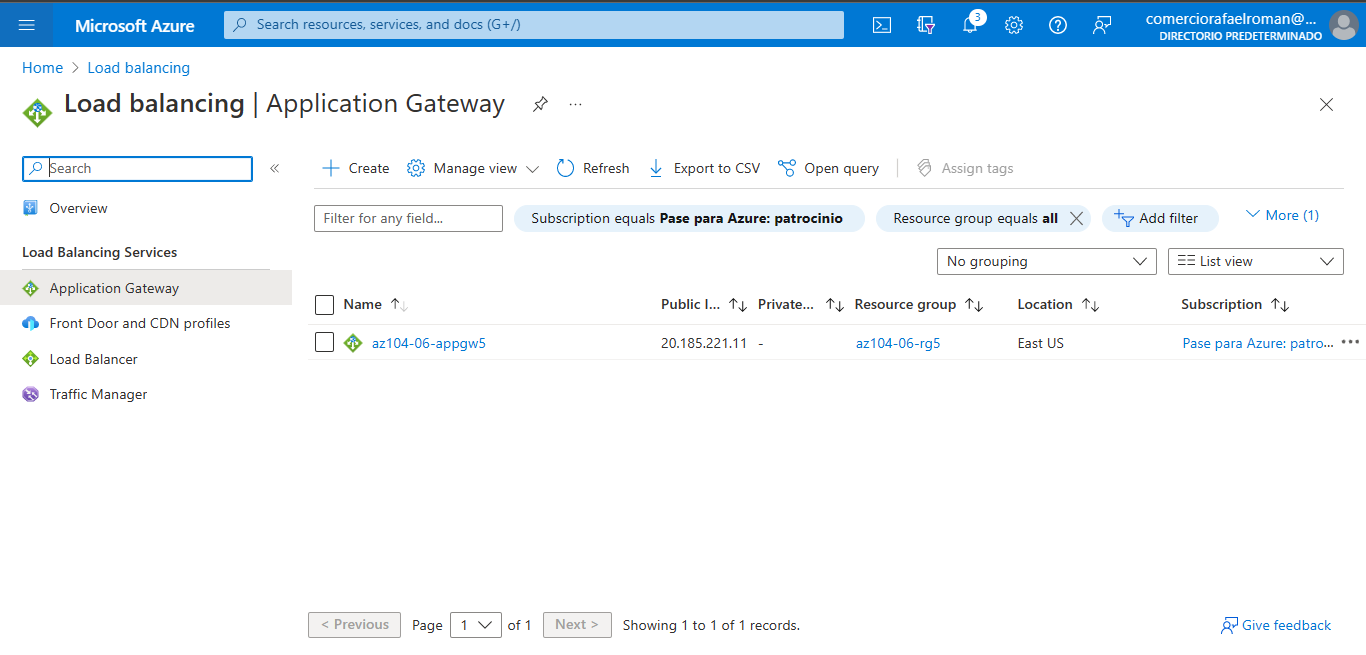 Microsoft Azure
Search resources, services, and docs (G+/)
3
comerciorafaelroman@...
DIRECTORIO PREDETERMINADO
Home > Load balancing
Load balancing | Application Gateway
Search
«
Create
Manage view
Refresh
Export to CSV
Open query
Assign tags
Overview
Filter for any field...
Subscription equals Pase para Azure: patrocinio
Resource group equals all
Add filter
More (1)
Load Balancing Services
No grouping
List view
Application Gateway
Front Door and CDN profiles
Load Balancer
Traffic Manager
Name Public I... Private... Resource group Location Subscription
az104-06-appgw5 20.185.221.11 - az104-06-rg5 East US Pase para Azure: patro...
< Previous Page 1 of 1 Next > Showing 1 to 1 of 1 records.
Give feedback